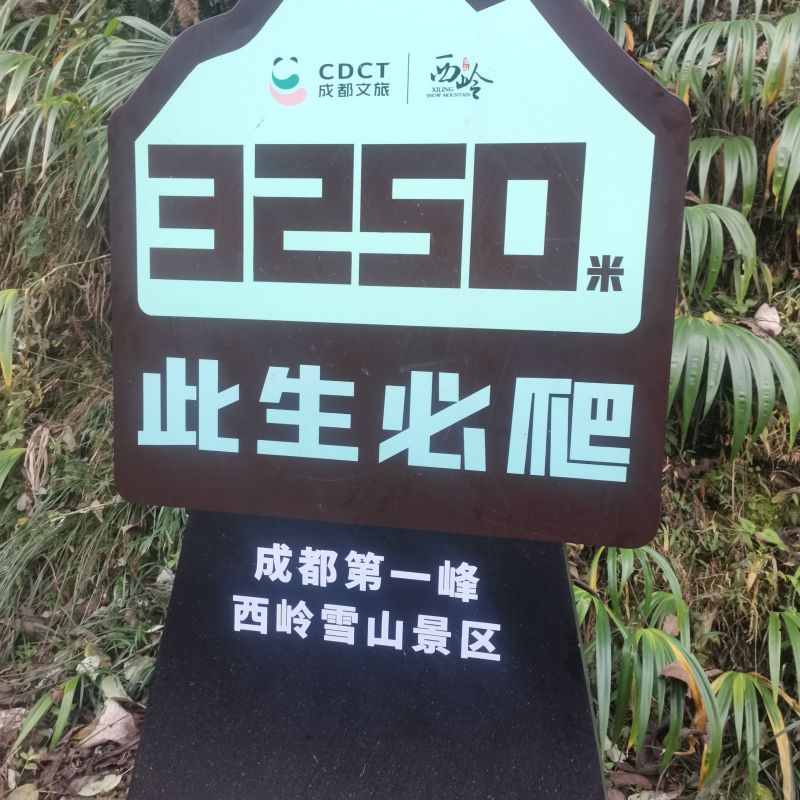 CDCT
成都文旅
西岭
XILING
SNOW MOUNTAIN
3250米
此生必爬
成都第一峰
西岭雪山景区